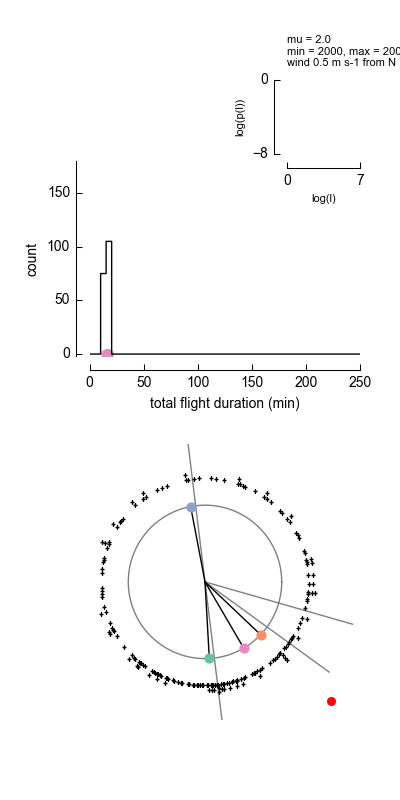 mu = 2.0
min = 2000, max = 200
wind 0.5 m s-1 from N
0
log(p(l))
−8
0 7
log(l)
150
100
50
0
count
0 50 100 150 200 250
total flight duration (min)